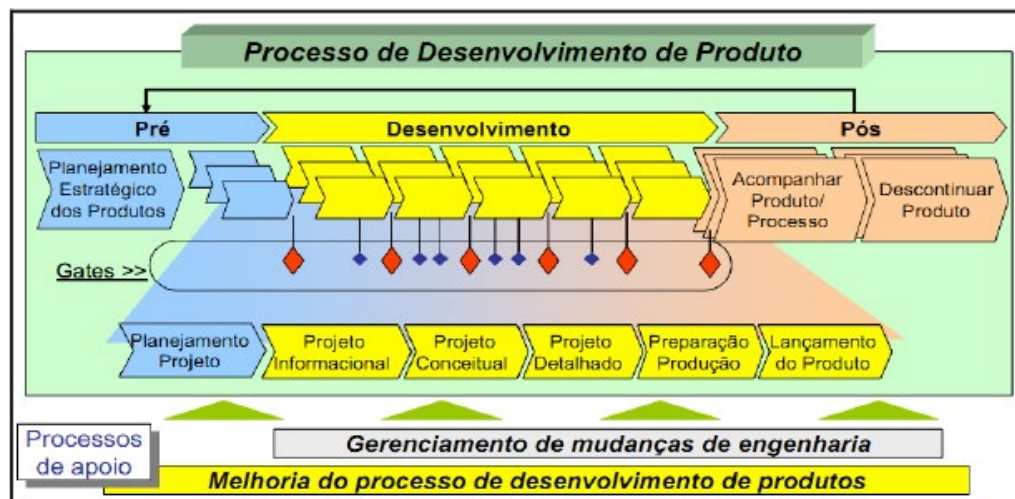 Processo de Desenvolvimento de Produto
Pré
Desenvolvimento
Pós
Planejamento
Estratégico
dos Produtos
Acompanhar
Produto/
Processo
Descontinuar
Produto
Gates >>
Planejamento
Projeto
Projeto
Informacional
Projeto
Conceitual
Projeto
Detalhado
Preparação
Produção
Lançamento
do Produto
Processos
de apoio
Gerenciamento de mudanças de engenharia
Melhoria do processo de desenvolvimento de produtos